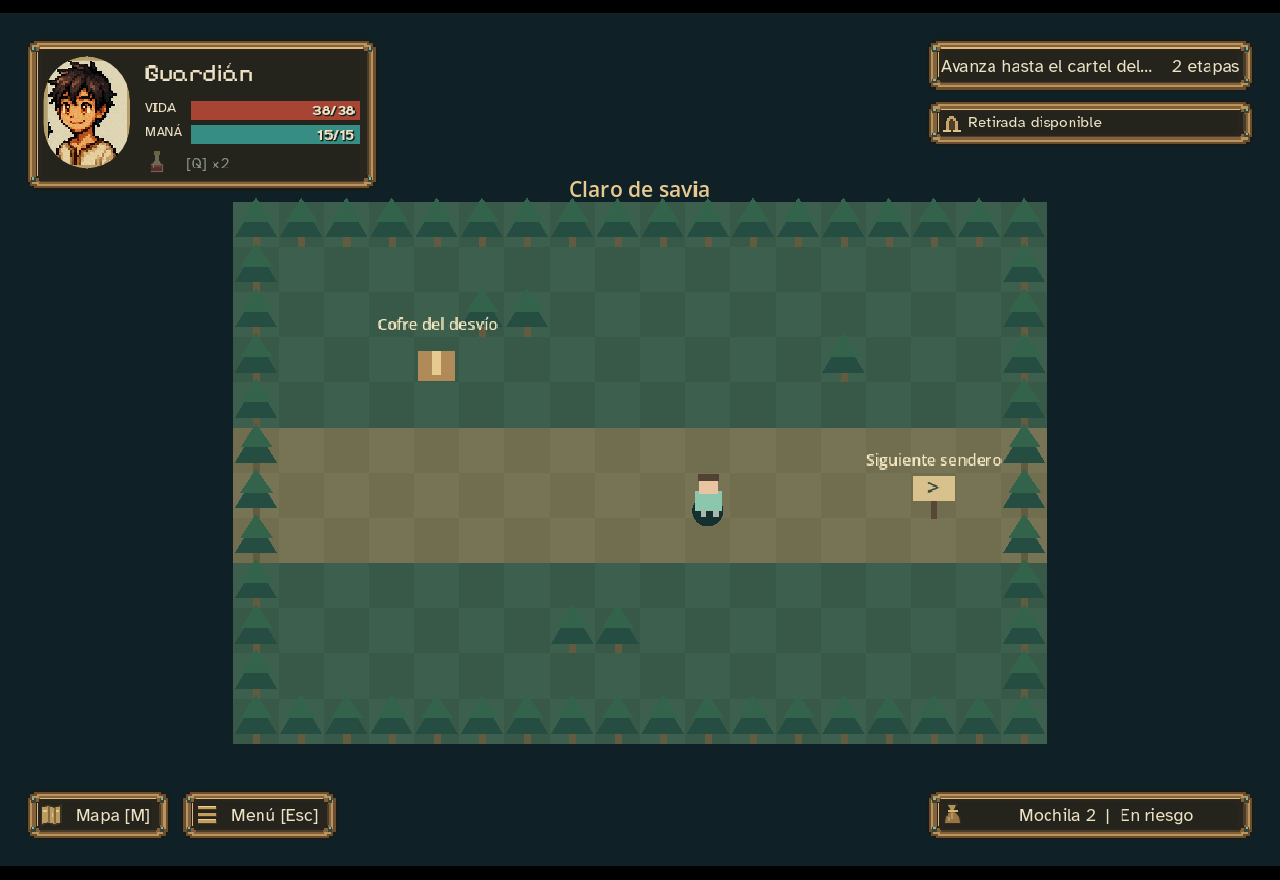 Guardián
VIDA 38/38
MANÁ 15/15
[Q] x2
Avanza hasta el cartel del... 2 etapas
Retirada disponible
Claro de savia
Cofre del desvío
Siguiente sendero
>
Mapa [M]
Menú [Esc]
Mochila 2 | En riesgo